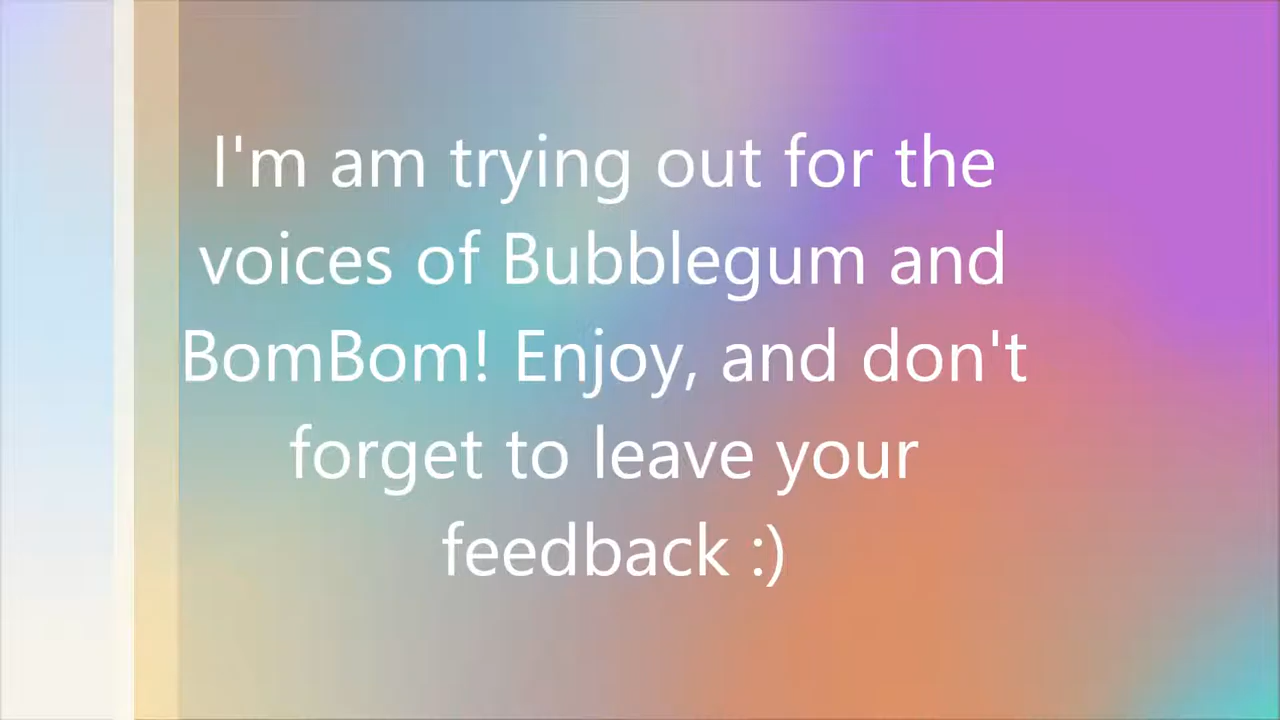 I'm am trying out for the
voices of Bubblegum and
BomBom! Enjoy, and don't
forget to leave your
feedback :)